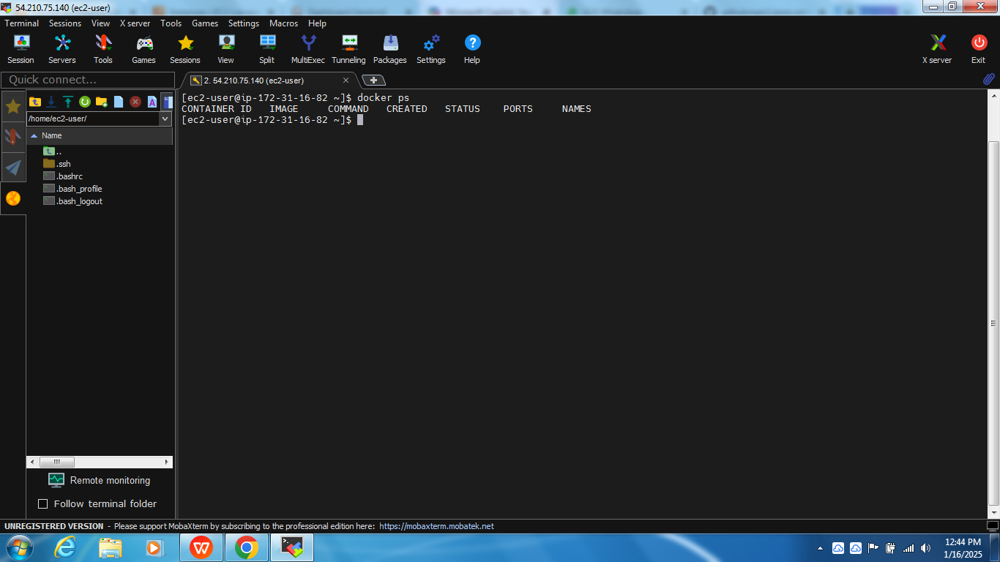 54.210.75.140 (ec2-user)
Terminal Sessions View X server Tools Games Settings Macros Help
Session Servers Tools Games Sessions View Split MultiExec Tunneling Packages Settings Help X server Exit
Quick connect...
2. 54.210.75.140 (ec2-user)
/home/ec2-user/
Name
..
.ssh
.bashrc
.bash_profile
.bash_logout
[ec2-user@ip-172-31-16-82 ~]$ docker ps
CONTAINER ID IMAGE COMMAND CREATED STATUS PORTS NAMES
[ec2-user@ip-172-31-16-82 ~]$
Remote monitoring
Follow terminal folder
UNREGISTERED VERSION - Please support MobaXterm by subscribing to the professional edition here: https://mobaxterm.mobatek.net
12:44 PM
1/16/2025